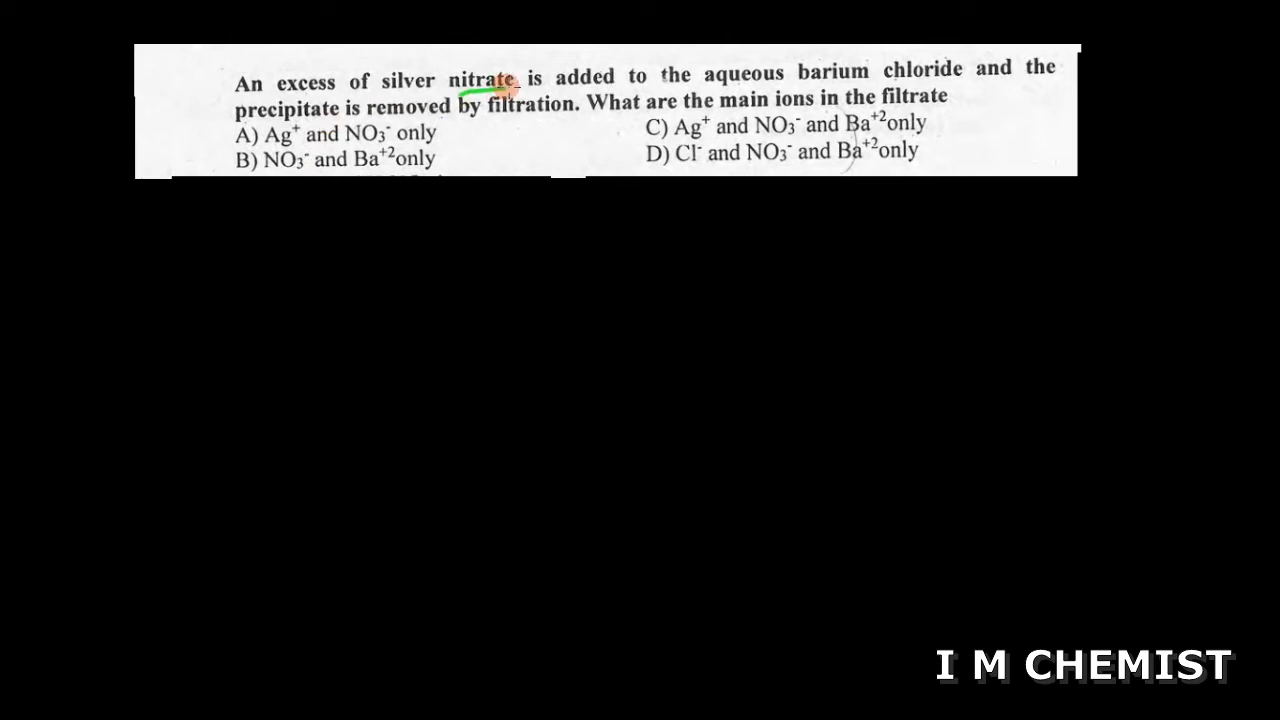 An excess of silver nitrate is added to the aqueous barium chloride and the
precipitate is removed by filtration. What are the main ions in the filtrate
A) Ag⁺ and NO₃⁻ only
C) Ag⁺ and NO₃⁻ and Ba⁺²only
B) NO₃⁻ and Ba⁺²only
D) Cl⁻ and NO₃⁻ and Ba⁺²only
I M CHEMIST